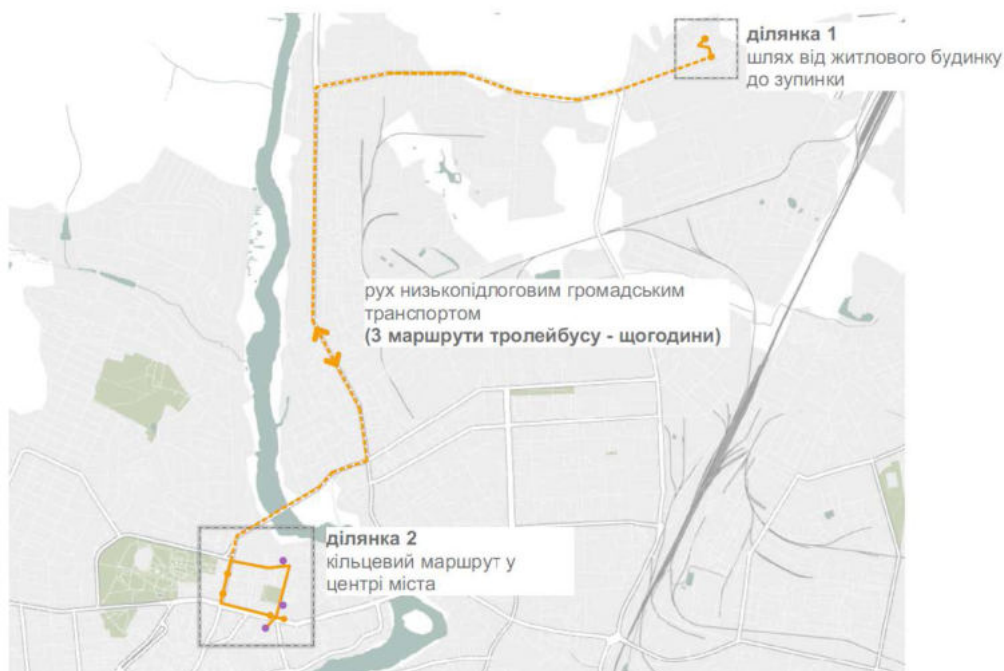 ділянка 1
шлях від житлового будинку
до зупинки
рух низькопідлоговим громадським
транспортом
(3 маршрути тролейбусу - щогодини)
ділянка 2
кільцевий маршрут у
центрі міста